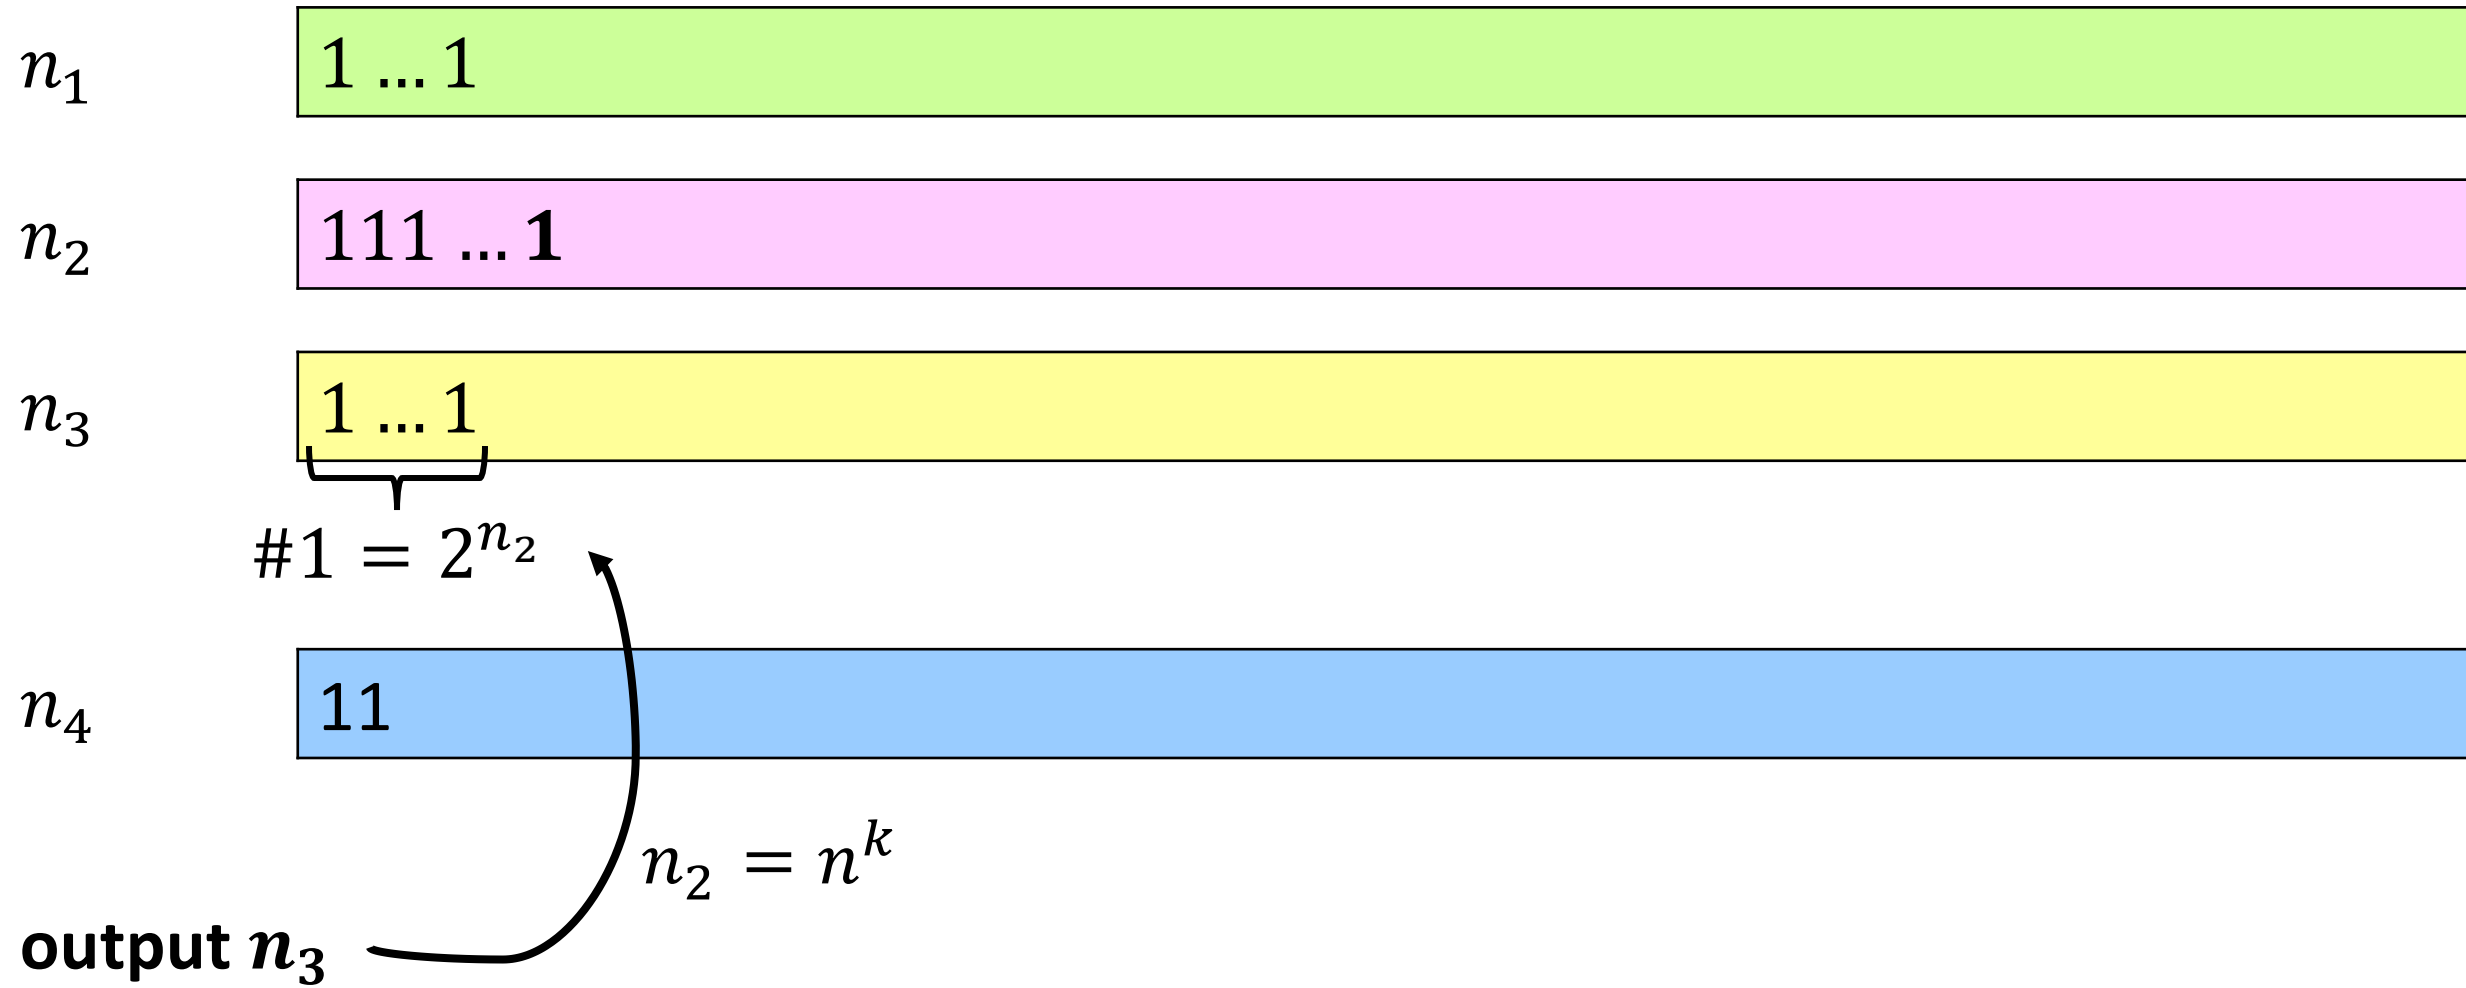 n₁ 1 … 1
n₂ 111 … 1
n₃ 1 … 1
#1 = 2^{n₂}
n₄ 11
n₂ = n^k
output n₃